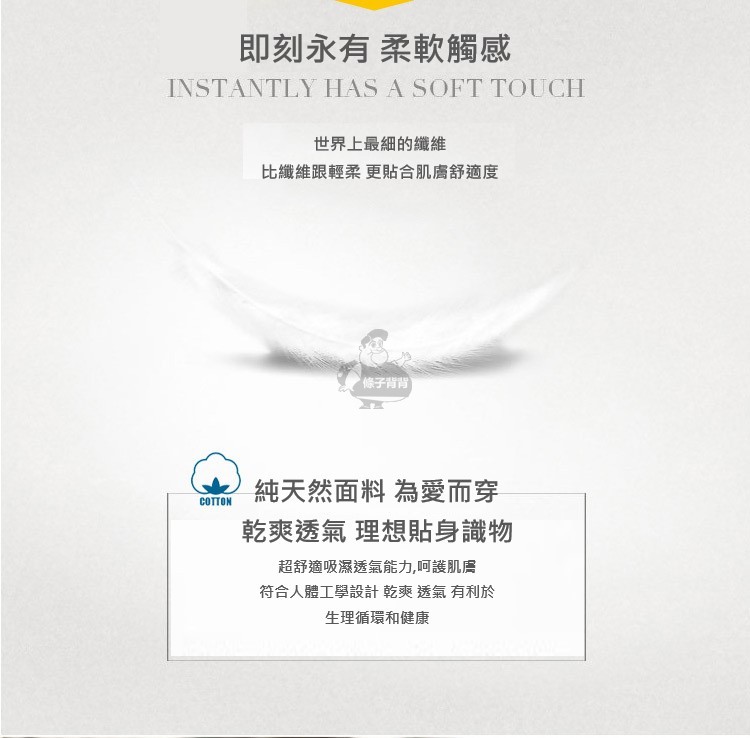 即刻永有 柔軟觸感
INSTANTLY HAS A SOFT TOUCH
世界上最細的纖維
比纖維跟輕柔 更貼合肌膚舒適度
條子背背
COTTON
純天然面料 為愛而穿
乾爽透氣 理想貼身識物
超舒適吸濕透氣能力,呵護肌膚
符合人體工學設計 乾爽 透氣 有利於
生理循環和健康